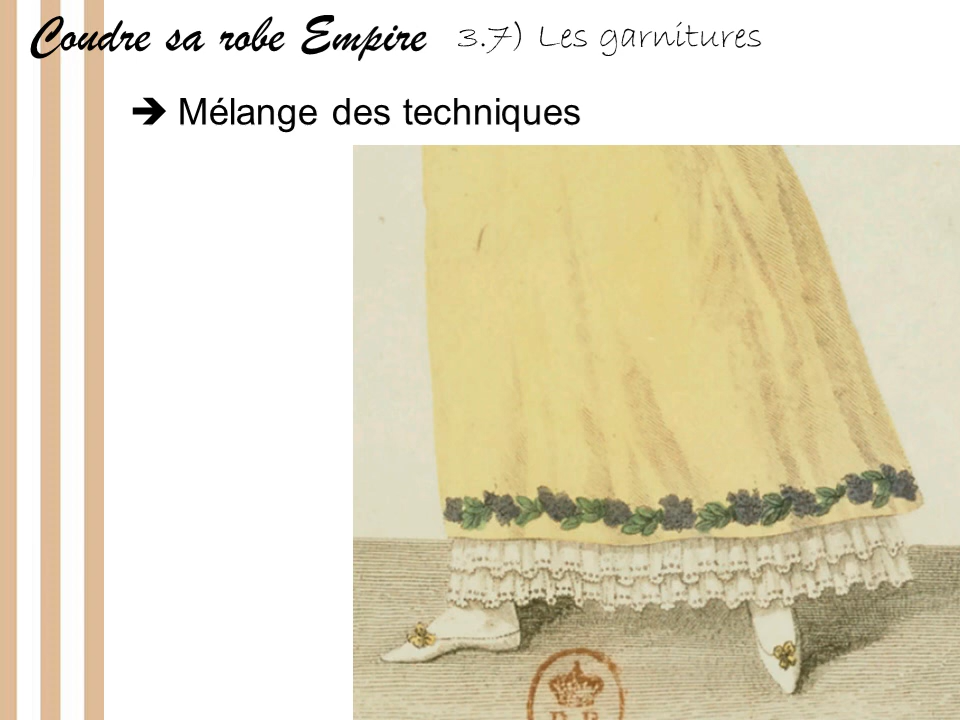 Coudre sa robe Empire 3.7) Les garnitures
➔ Mélange des techniques